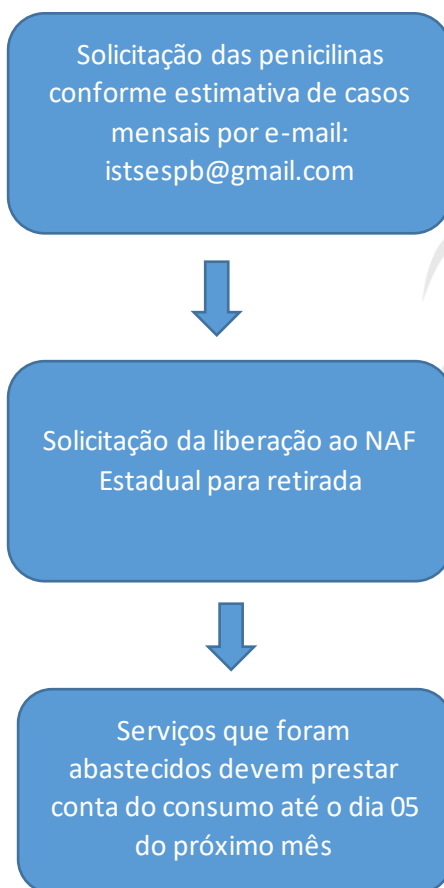 Solicitação das penicilinas
conforme estimativa de casos
mensais por e-mail:
istsespb@gmail.com
Solicitação da liberação ao NAF
Estadual para retirada
Serviços que foram
abastecidos devem prestar
conta do consumo até o dia 05
do próximo mês